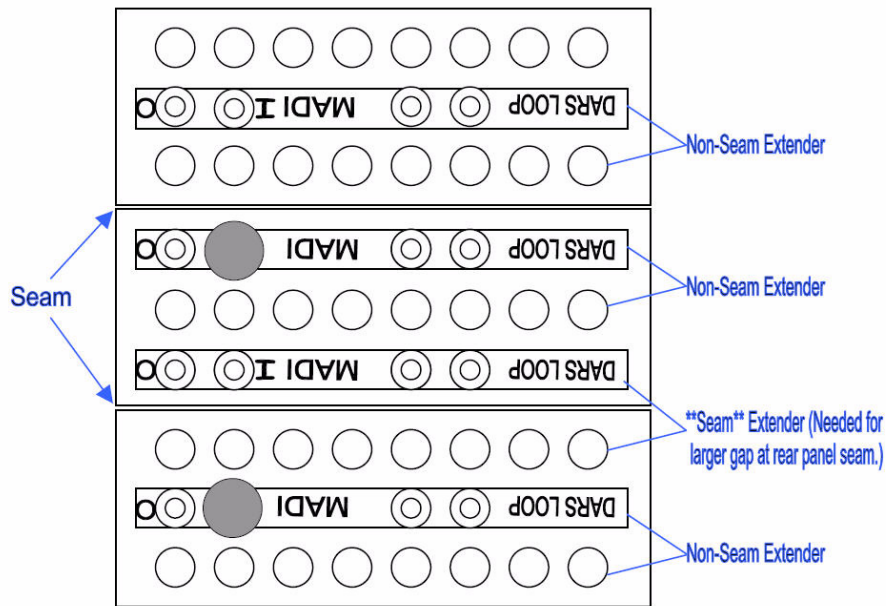 DARS LOOP MADI I O
Non-Seam Extender
DARS LOOP MADI O
Non-Seam Extender
Seam
DARS LOOP MADI I O
**Seam** Extender (Needed for
larger gap at rear panel seam.)
DARS LOOP MADI O
Non-Seam Extender